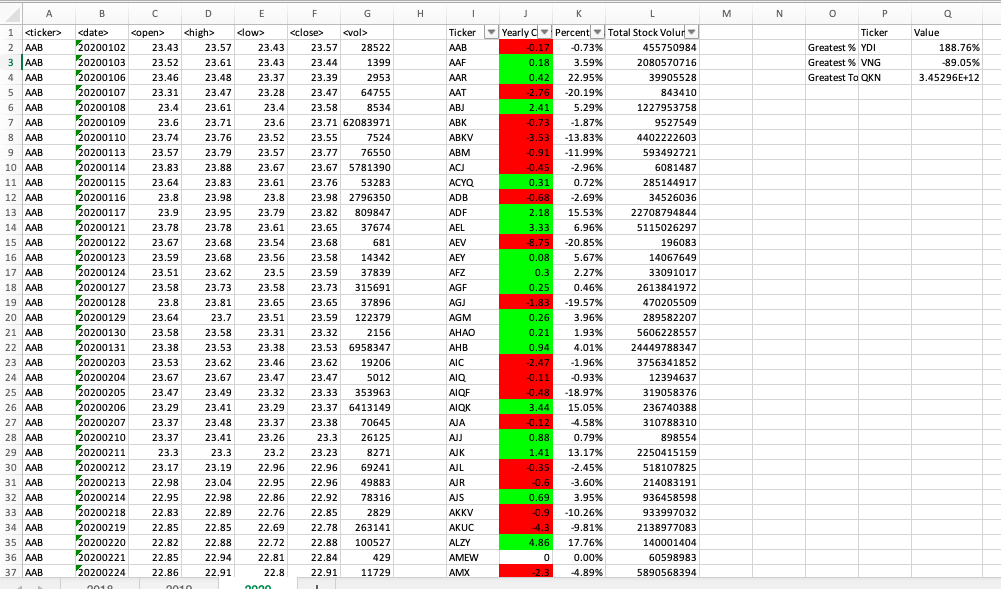 A B C D E F G H I J K L M N O P Q
1 <ticker> <date> <open> <high> <low> <close> <vol> Ticker Yearly C Percent Total Stock Volur Ticker Value
2 AAB 20200102 23.43 23.57 23.43 23.57 28522 AAB -0.17 -0.73% 455750984 Greatest % YDI 188.76%
3 AAB 20200103 23.52 23.61 23.43 23.44 1399 AAF 0.18 3.59% 2080570716 Greatest % VNG -89.05%
4 AAB 20200106 23.46 23.48 23.37 23.39 2953 AAR 0.42 22.95% 39905528 Greatest To QKN 3.45296E+12
5 AAB 20200107 23.31 23.47 23.28 23.47 64755 AAT -2.76 -20.19% 843410
6 AAB 20200108 23.4 23.61 23.4 23.58 8534 ABJ 2.41 5.29% 1227953758
7 AAB 20200109 23.6 23.71 23.6 23.71 62083971 ABK -0.73 -1.87% 9527549
8 AAB 20200110 23.74 23.76 23.52 23.55 7524 ABKV -3.53 -13.83% 4402222603
9 AAB 20200113 23.57 23.79 23.57 23.77 76550 ABM -0.91 -11.99% 593492721
10 AAB 20200114 23.83 23.88 23.67 23.67 5781390 ACJ -0.45 -2.96% 6081487
11 AAB 20200115 23.64 23.83 23.61 23.76 53283 ACYQ 0.31 0.72% 285144917
12 AAB 20200116 23.8 23.98 23.8 23.98 2796350 ADB -0.68 -2.69% 34526036
13 AAB 20200117 23.9 23.95 23.79 23.82 809847 ADF 2.18 15.53% 22708794844
14 AAB 20200121 23.78 23.78 23.61 23.65 37674 AEL 3.33 6.96% 5115026297
15 AAB 20200122 23.67 23.68 23.54 23.68 681 AEV -8.75 -20.85% 196083
16 AAB 20200123 23.59 23.68 23.56 23.58 14342 AEY 0.08 5.67% 14067649
17 AAB 20200124 23.51 23.62 23.5 23.59 37839 AFZ 0.3 2.27% 33091017
18 AAB 20200127 23.58 23.73 23.58 23.73 315691 AGF 0.25 0.46% 2613841972
19 AAB 20200128 23.8 23.81 23.65 23.65 37896 AGJ -1.83 -19.57% 470205509
20 AAB 20200129 23.64 23.7 23.51 23.59 122379 AGM 0.26 3.96% 289582207
21 AAB 20200130 23.58 23.58 23.31 23.32 2156 AHAO 0.21 1.93% 5606228557
22 AAB 20200131 23.38 23.53 23.38 23.53 6958347 AHB 0.94 4.01% 24449788347
23 AAB 20200203 23.53 23.62 23.46 23.62 19206 AIC -2.47 -1.96% 3756341852
24 AAB 20200204 23.67 23.67 23.47 23.47 5012 AIQ -0.11 -0.93% 12394637
25 AAB 20200205 23.47 23.49 23.32 23.33 353963 AIQF -0.48 -18.97% 319058376
26 AAB 20200206 23.29 23.41 23.29 23.37 6413149 AIQK 3.44 15.05% 236740388
27 AAB 20200207 23.37 23.48 23.37 23.38 70645 AJA -0.12 -4.58% 310788310
28 AAB 20200210 23.37 23.41 23.26 23.3 26125 AJJ 0.88 0.79% 898554
29 AAB 20200211 23.3 23.3 23.2 23.23 8271 AJK 1.41 13.17% 2250415159
30 AAB 20200212 23.17 23.19 22.96 22.96 69241 AJL -0.35 -2.45% 518107825
31 AAB 20200213 22.98 23.04 22.95 22.96 49883 AJR -0.6 -3.60% 214083191
32 AAB 20200214 22.95 22.98 22.86 22.92 78316 AJS 0.69 3.95% 936458598
33 AAB 20200218 22.83 22.89 22.76 22.85 2829 AKKV -0.9 -10.26% 933997032
34 AAB 20200219 22.85 22.85 22.69 22.78 263141 AKUC -4.3 -9.81% 2138977083
35 AAB 20200220 22.82 22.88 22.72 22.88 100527 ALZY 4.86 17.76% 140001404
36 AAB 20200221 22.85 22.94 22.81 22.84 429 AMEW 0 0.00% 60598983
37 AAB 20200224 22.86 22.91 22.8 22.91 11729 AMX -2.3 -4.89% 5890568394
2018 2019 2020 +